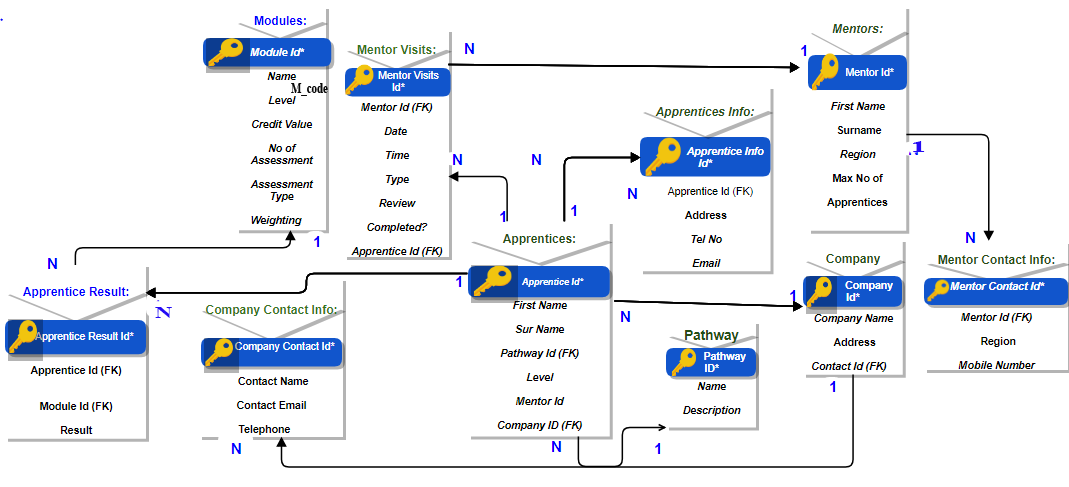 Modules:
Module Id*
Name
M_code
Level
Credit Value
No of
Assessment
Assessment
Type
Weighting
1
Mentor Visits:
Mentor Visits
Id*
Mentor Id (FK)
Date
Time
Type
Review
Completed?
Apprentice Id (FK)
N
N
1
Mentors:
1
Mentor Id*
First Name
Surname
Region
Max No of
Apprentices
1
N
Apprentices Info:
Apprentice Info
Id*
Apprentice Id (FK)
Address
Tel No
Email
N
N
1
Apprentices:
1
Apprentice Id*
First Name
Sur Name
Pathway Id (FK)
Level
Mentor Id
Company ID (FK)
N
N
Company
1
Company
Id*
Company Name
Address
Contact Id (FK)
1
Mentor Contact Info:
Mentor Contact Id*
Mentor Id (FK)
Region
Mobile Number
N
Apprentice Result:
N
Apprentice Result Id*
Apprentice Id (FK)
Module Id (FK)
Result
Company Contact Info:
Company Contact Id*
Contact Name
Contact Email
Telephone
N
Pathway
Pathway
ID*
Name
Description
1